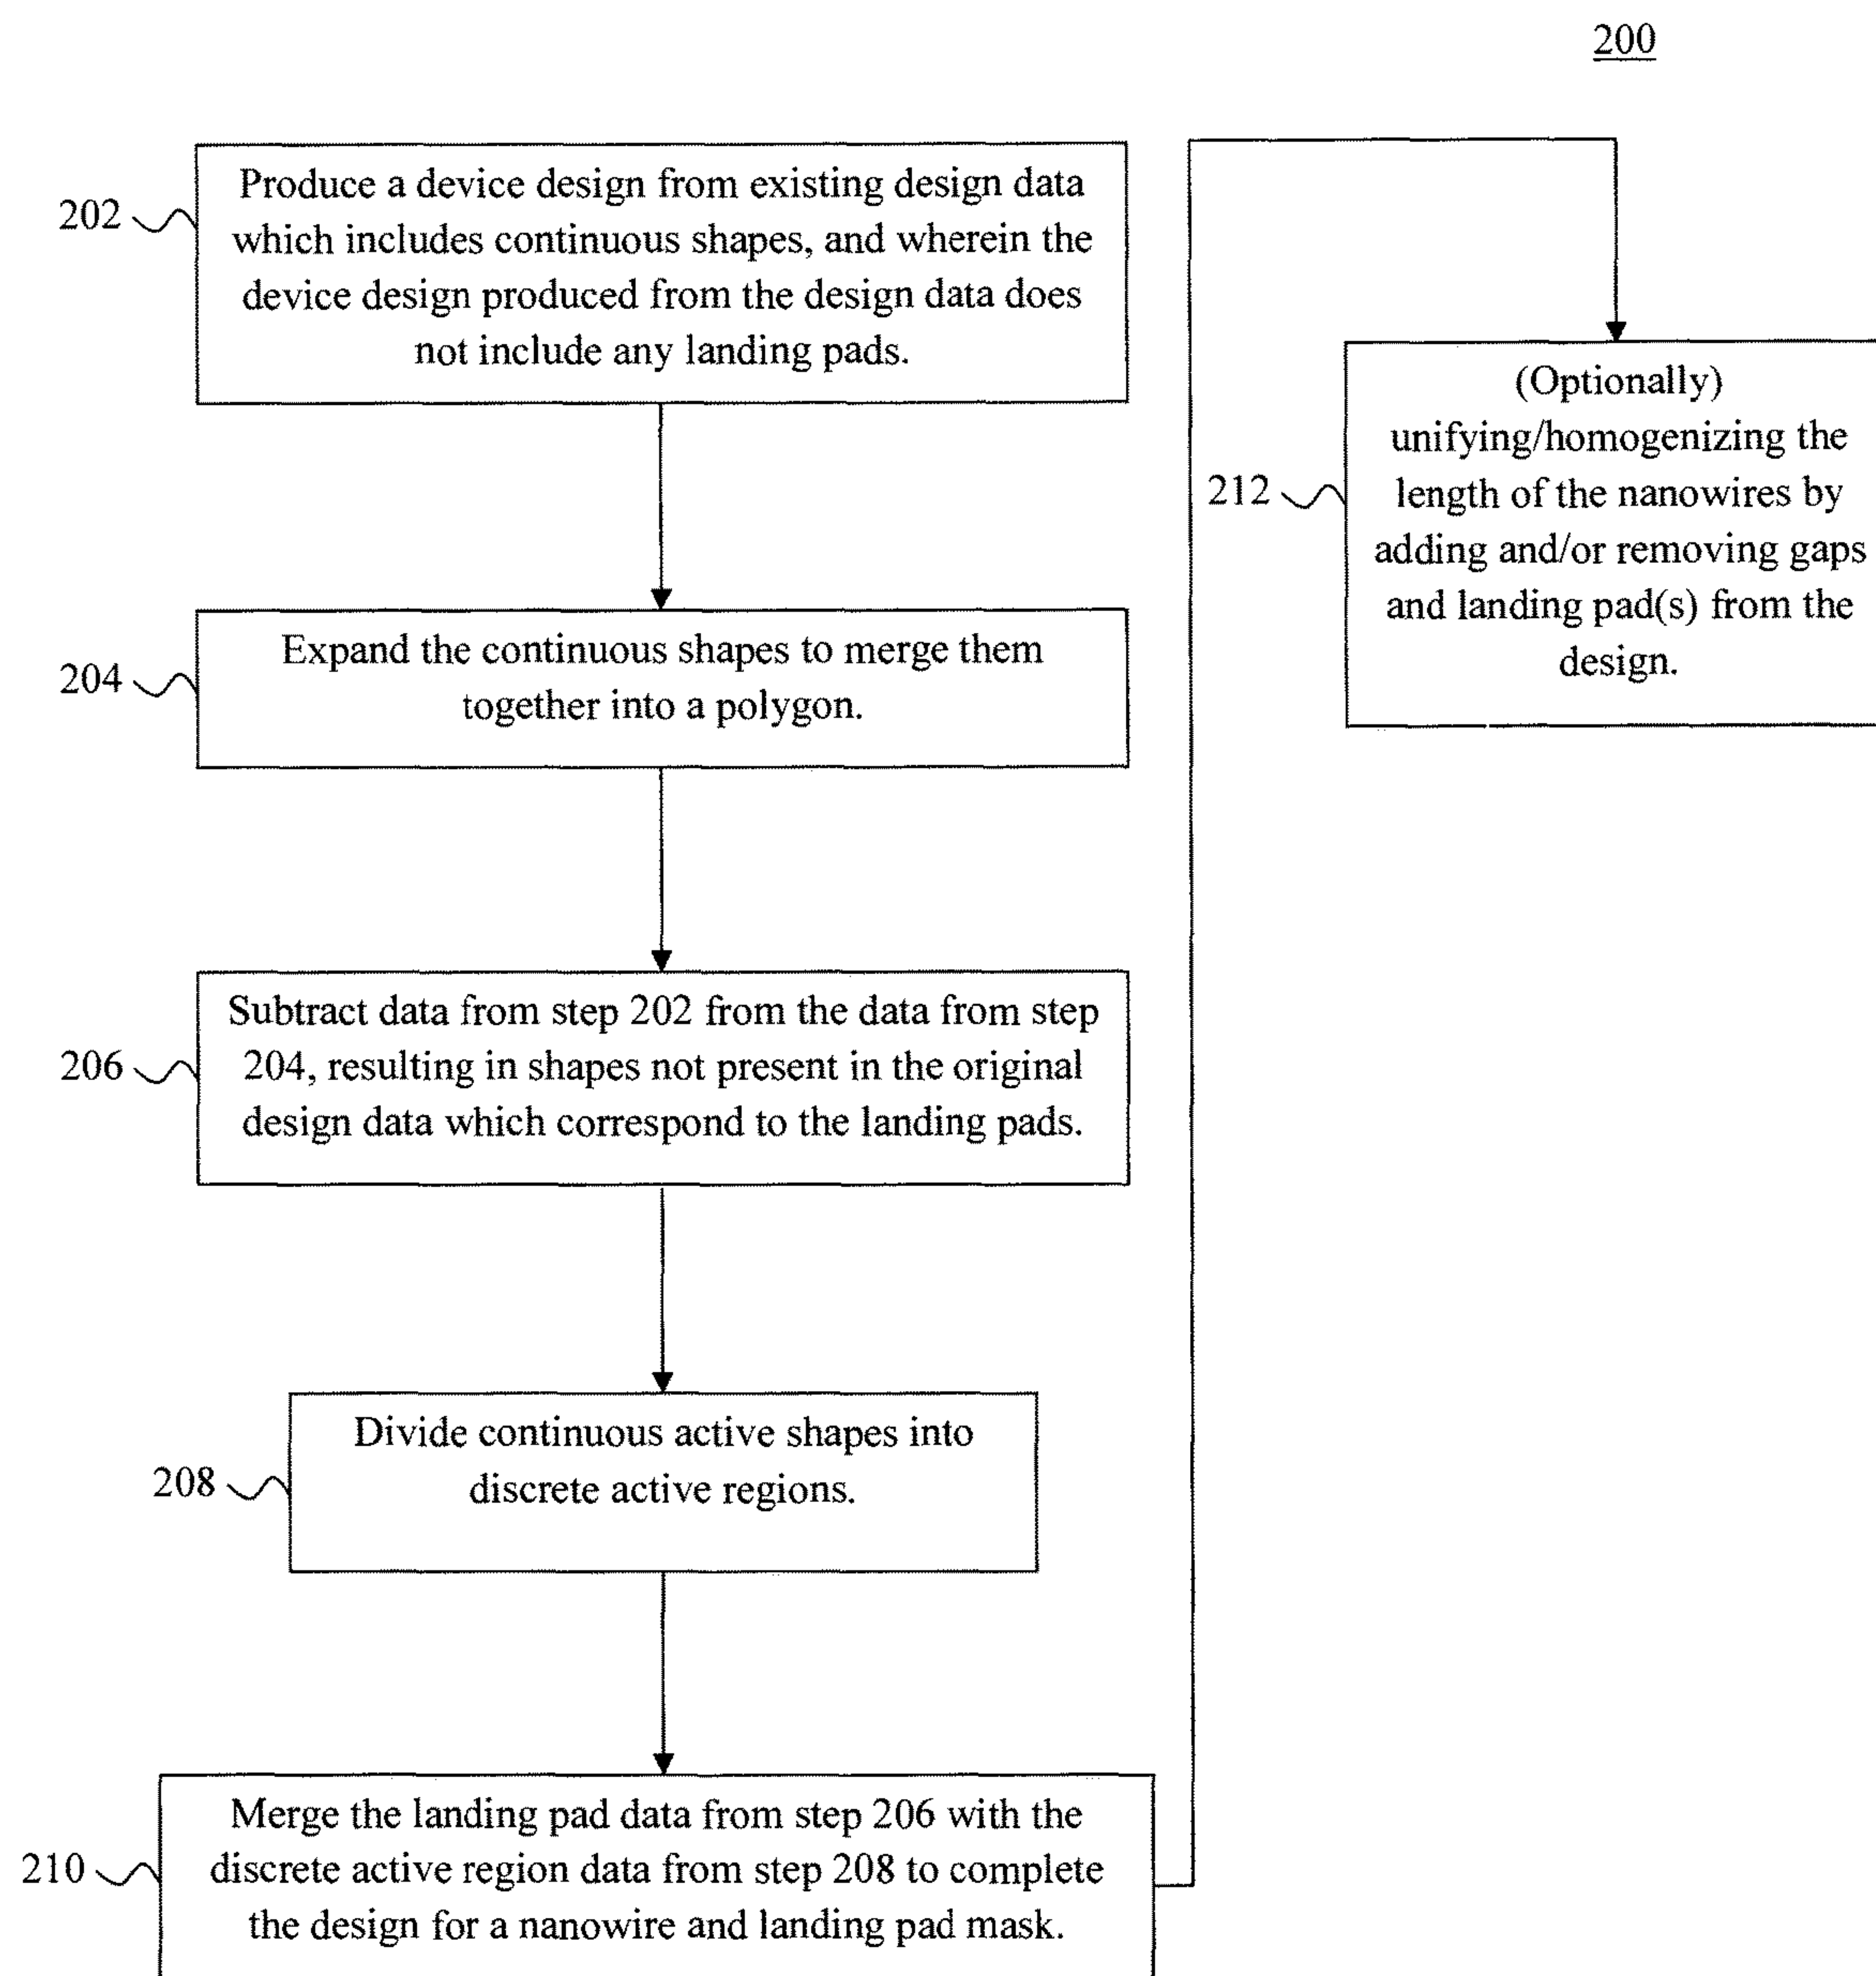 200
202
Produce a device design from existing design data
which includes continuous shapes, and wherein the
device design produced from the design data does
not include any landing pads.
204
Expand the continuous shapes to merge them
together into a polygon.
206
Subtract data from step 202 from the data from step
204, resulting in shapes not present in the original
design data which correspond to the landing pads.
208
Divide continuous active shapes into
discrete active regions.
210
Merge the landing pad data from step 206 with the
discrete active region data from step 208 to complete
the design for a nanowire and landing pad mask.
212
(Optionally)
unifying/homogenizing the
length of the nanowires by
adding and/or removing gaps
and landing pad(s) from the
design.